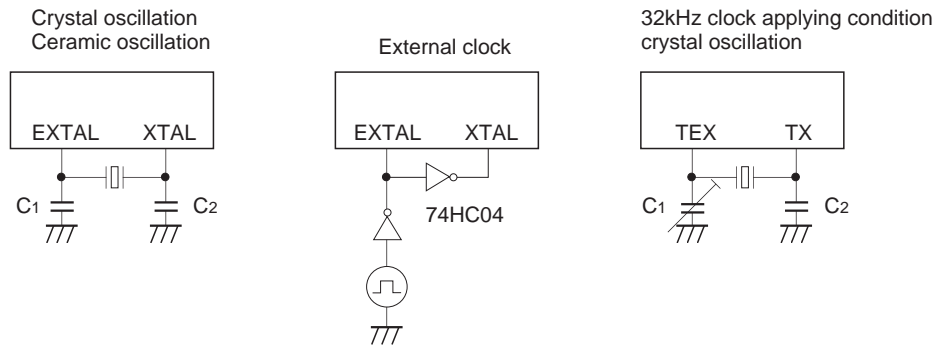 Crystal oscillation
Ceramic oscillation
EXTAL XTAL
C1 C2
External clock
EXTAL XTAL
74HC04
32kHz clock applying condition
crystal oscillation
TEX TX
C1 C2